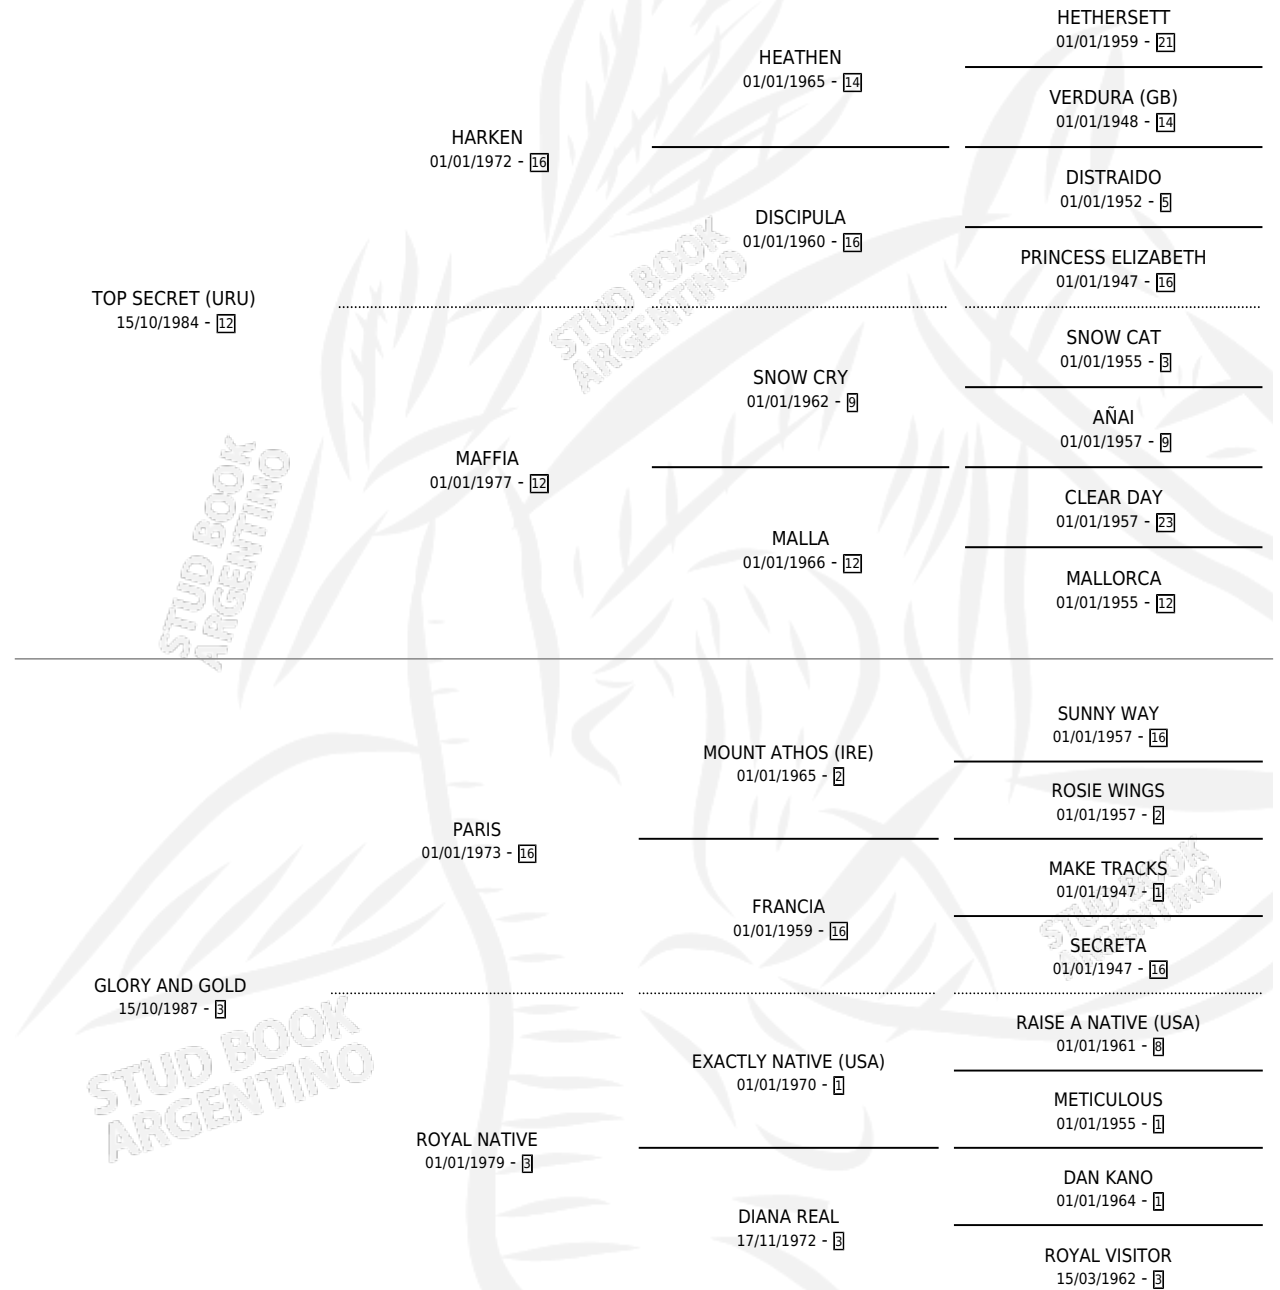 HETHERSETT
01/01/1959 - 21
HEATHEN
01/01/1965 - 14
VERDURA (GB)
01/01/1948 - 14
HARKEN
01/01/1972 - 16
DISTRAIDO
01/01/1952 - 5
DISCIPULA
01/01/1960 - 16
PRINCESS ELIZABETH
01/01/1947 - 16
TOP SECRET (URU)
15/10/1984 - 12
SNOW CAT
01/01/1955 - 3
SNOW CRY
01/01/1962 - 9
AÑAI
01/01/1957 - 9
MAFFIA
01/01/1977 - 12
CLEAR DAY
01/01/1957 - 23
MALLA
01/01/1966 - 12
MALLORCA
01/01/1955 - 12
SUNNY WAY
01/01/1957 - 16
MOUNT ATHOS (IRE)
01/01/1965 - 2
ROSIE WINGS
01/01/1957 - 2
PARIS
01/01/1973 - 16
MAKE TRACKS
01/01/1947 - 1
FRANCIA
01/01/1959 - 16
SECRETA
01/01/1947 - 16
GLORY AND GOLD
15/10/1987 - 3
RAISE A NATIVE (USA)
01/01/1961 - 8
EXACTLY NATIVE (USA)
01/01/1970 - 1
METICULOUS
01/01/1955 - 1
ROYAL NATIVE
01/01/1979 - 3
DAN KANO
01/01/1964 - 1
DIANA REAL
17/11/1972 - 3
ROYAL VISITOR
15/03/1962 - 3
STUD BOOK
ARGENTINO
STUD BOOK
ARGENTINO
STUD BOOK
ARGENTINO
STUD BOOK
ARGENTINO